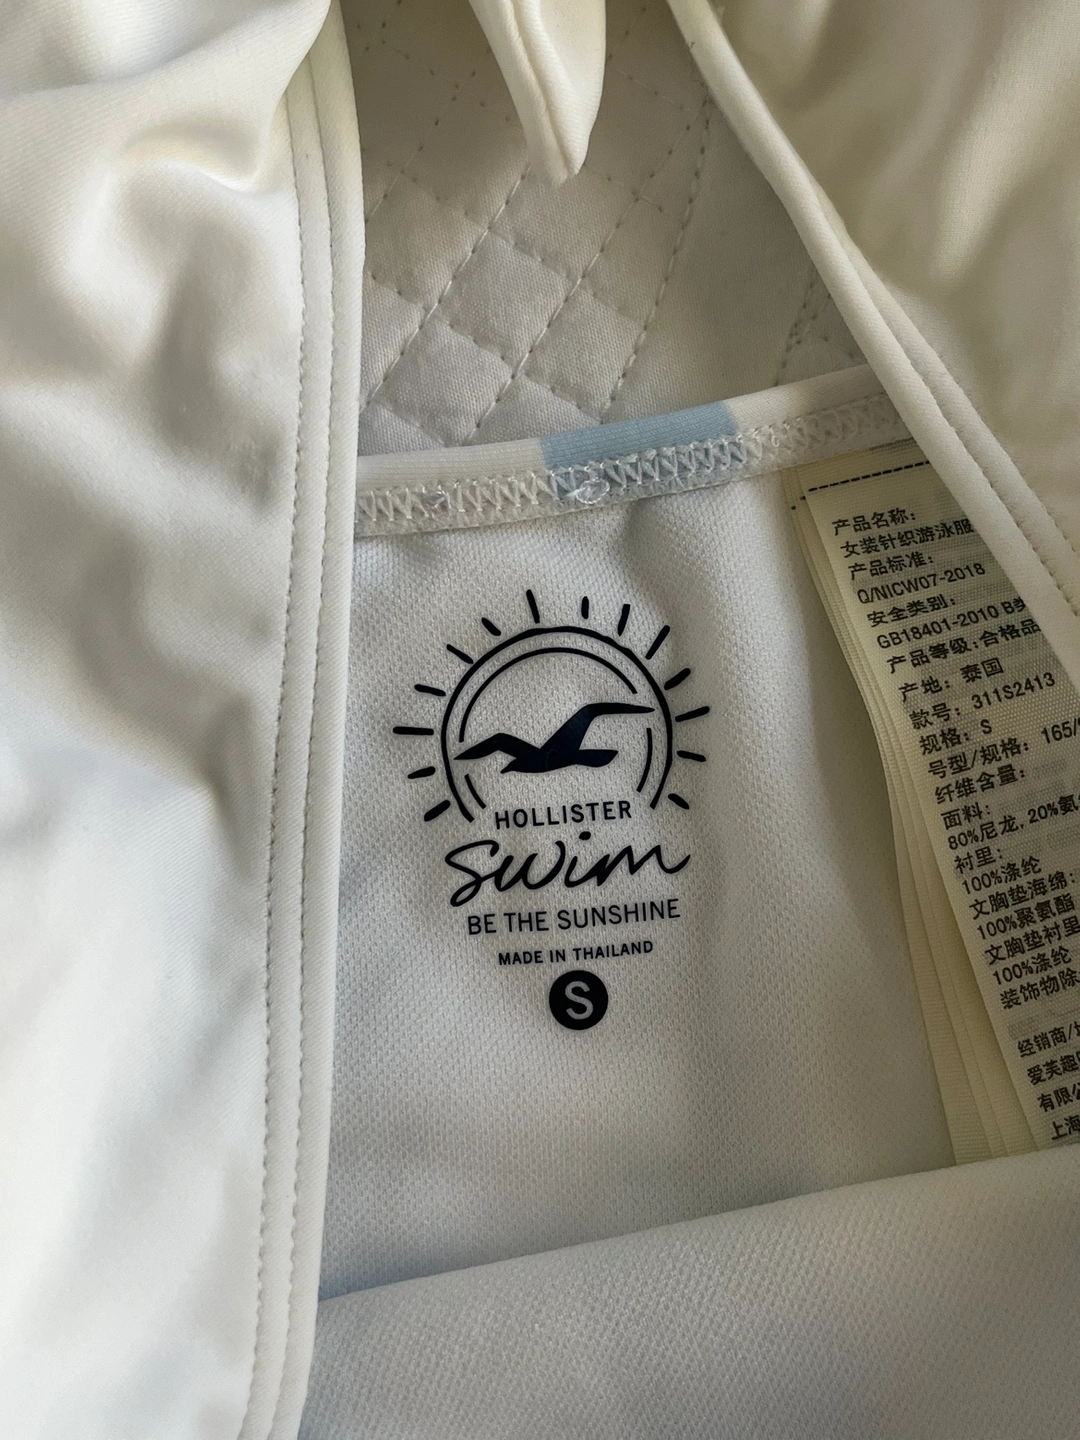 HOLLISTER
Swim
BE THE SUNSHINE
MADE IN THAILAND
S
产品名称：
女装针织游泳服
产品标准：
Q/NICW07-2018
安全类别：
GB18401-2010 B类
产品等级：合格品
产地：泰国
款号：311S2413
规格：S
号型/规格：165/
纤维含量：
面料：
80%尼龙，20%氨
衬里：
100%涤纶
文胸垫海绵：
100%聚氨酯
文胸垫衬里
100%涤纶
装饰物除
经销商/
爱芙趣
有限公
上海